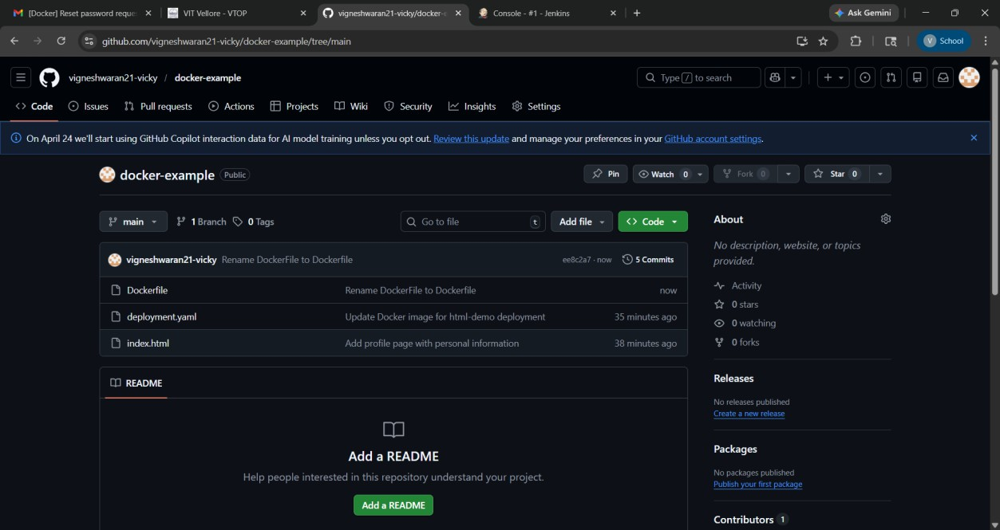 [Docker] Reset password reques
VIT Vellore - VTOP
vigneshwaran21-vicky/docker-e
Console - #1 - Jenkins
Ask Gemini
github.com/vigneshwaran21-vicky/docker-example/tree/main
V School
vigneshwaran21-vicky / docker-example
Type / to search
Code
Issues
Pull requests
Actions
Projects
Wiki
Security
Insights
Settings
On April 24 we'll start using GitHub Copilot interaction data for AI model training unless you opt out. Review this update and manage your preferences in your GitHub account settings.
docker-example Public
Pin
Watch 0
Fork 0
Star 0
main
1 Branch
0 Tags
Go to file t
Add file
Code
vigneshwaran21-vicky Rename DockerFile to Dockerfile ee8c2a7 · now 5 Commits
Dockerfile Rename DockerFile to Dockerfile now
deployment.yaml Update Docker image for html-demo deployment 35 minutes ago
index.html Add profile page with personal information 38 minutes ago
README
Add a README
Help people interested in this repository understand your project.
Add a README
About
No description, website, or topics
provided.
Activity
0 stars
0 watching
0 forks
Releases
No releases published
Create a new release
Packages
No packages published
Publish your first package
Contributors 1